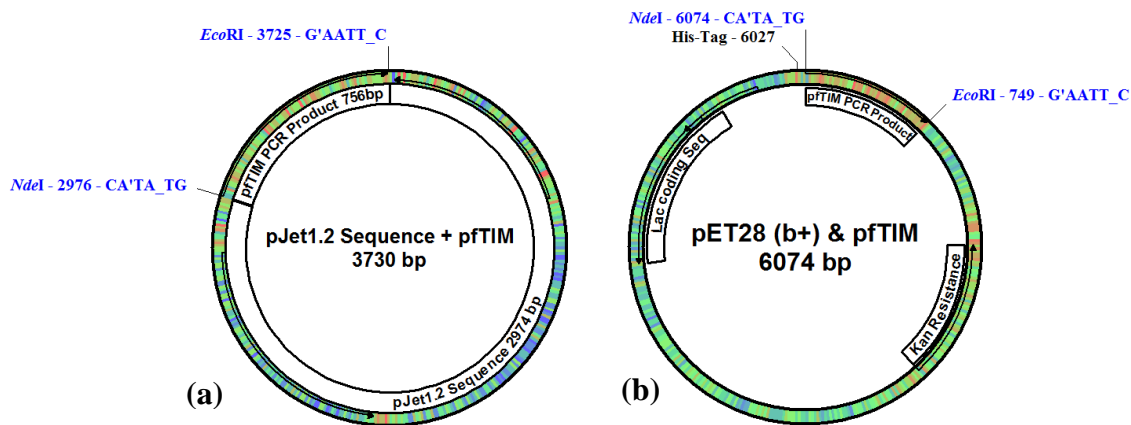 EcoRI - 3725 - G'AATT_C
pfTIM PCR Product 756bp
NdeI - 2976 - CA'TA_TG
pJet1.2 Sequence + pfTIM
3730 bp
pJet1.2 Sequence 2974 bp
(a)
NdeI - 6074 - CA'TA_TG
His-Tag - 6027
EcoRI - 749 - G'AATT_C
pfTIM PCR Product
Lac coding Seq
pET28 (b+) & pfTIM
6074 bp
Kan Resistance
(b)